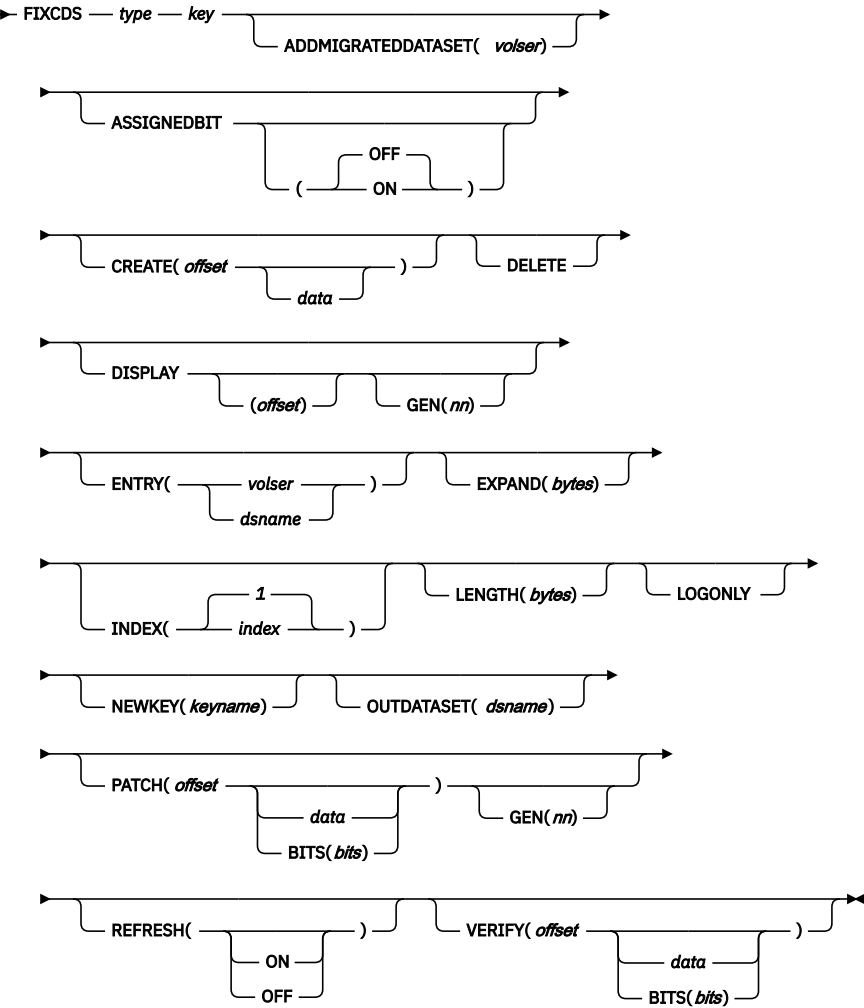 FIXCDS type key
ADDMIGRATEDDATASET( volser)
ASSIGNEDBIT
OFF
( ON )
CREATE( offset )
data
DELETE
DISPLAY
(offset)
GEN(nn)
ENTRY( volser )
dsname
EXPAND( bytes)
1
INDEX( index )
LENGTH( bytes)
LOGONLY
NEWKEY( keyname)
OUTDATASET( dsname)
PATCH( offset )
data
BITS(bits)
GEN(nn)
REFRESH( )
ON
OFF
VERIFY( offset )
data
BITS(bits)